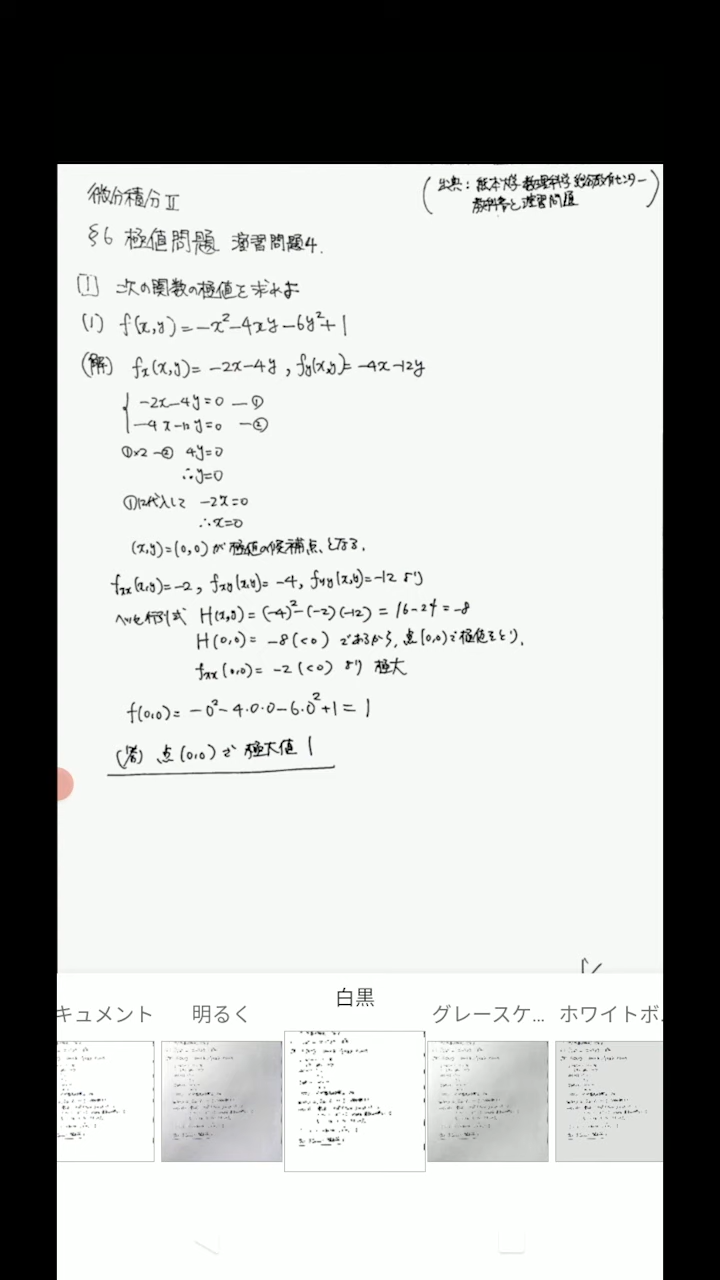 微分積分Ⅱ
(出典：熊本大学数理科学総合教育センター
教科書と演習問題)
§6 極値問題 演習問題4.
[1] 次の関数の極値を求めよ
(1) f(x,y)=-x²-4xy-6y²+1
(解) fx(x,y)=-2x-4y, fy(x,y)=-4x-12y
{ -2x-4y=0 —①
-4x-12y=0 —②
①×2-② 4y=0
∴y=0
①に代入して -2x=0
∴x=0
(x,y)=(0,0)が極値の候補点となる.
fxx(x,y)=-2, fxy(x,y)=-4, fyy(x,y)=-12 より
ヘッセ行列式 H(x,y)=(-4)²-(-2)(-12)=16-24=-8
H(0,0)=-8(<0)であるから,点(0,0)で極値をとり,
fxx(0,0)=-2(<0)より 極大
f(0,0)=-0²-4・0・0-6・0²+1=1
(答) 点(0,0)で 極大値 1
キュメント
明るく
白黒
グレースケ...
ホワイトボ..